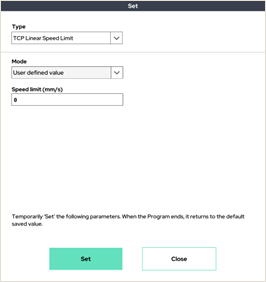 Set
Type
TCP Linear Speed Limit
Mode
User defined value
Speed limit (mm/s)
0
Temporarily 'Set' the following parameters. When the Program ends, it returns to the default
saved value.
Set
Close